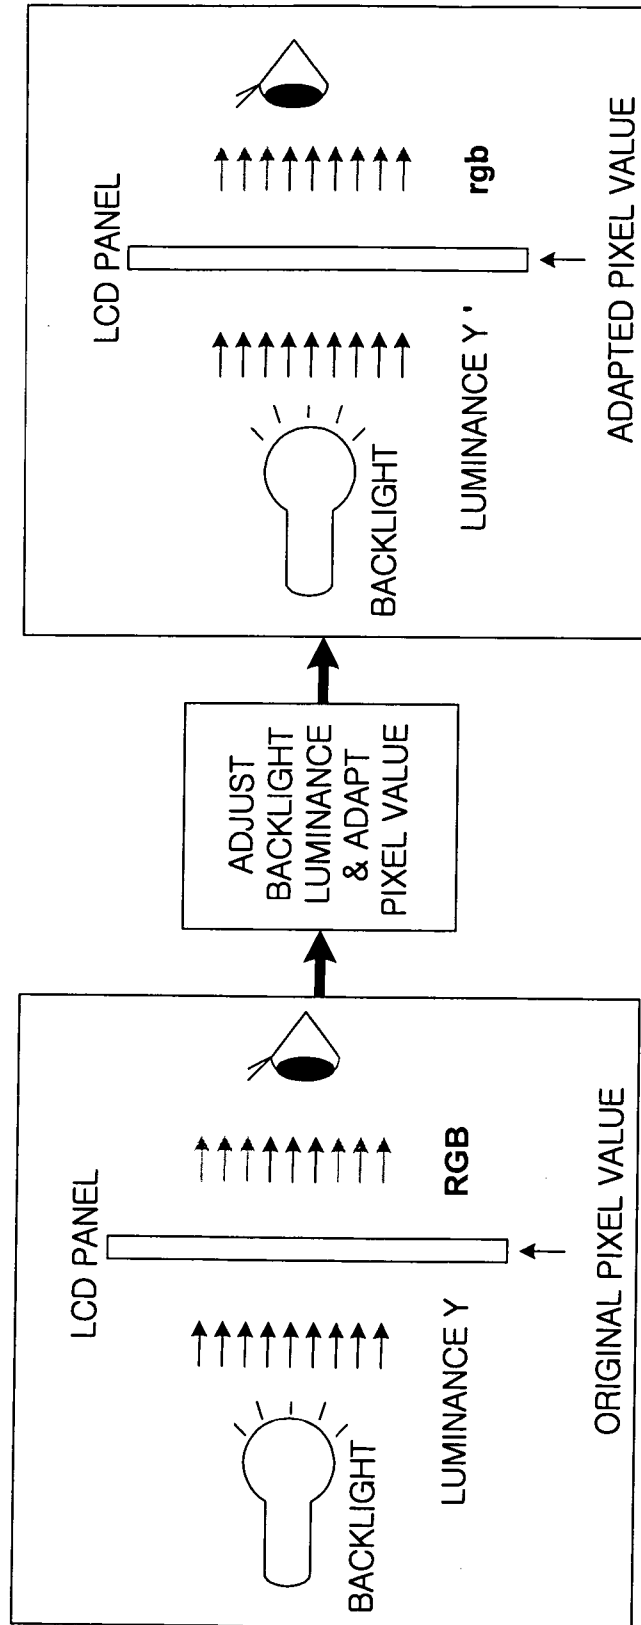 LCD PANEL
BACKLIGHT
LUMINANCE Y
RGB
ORIGINAL PIXEL VALUE
ADJUST
BACKLIGHT
LUMINANCE
& ADAPT
PIXEL VALUE
LCD PANEL
BACKLIGHT
LUMINANCE Y '
rgb
ADAPTED PIXEL VALUE